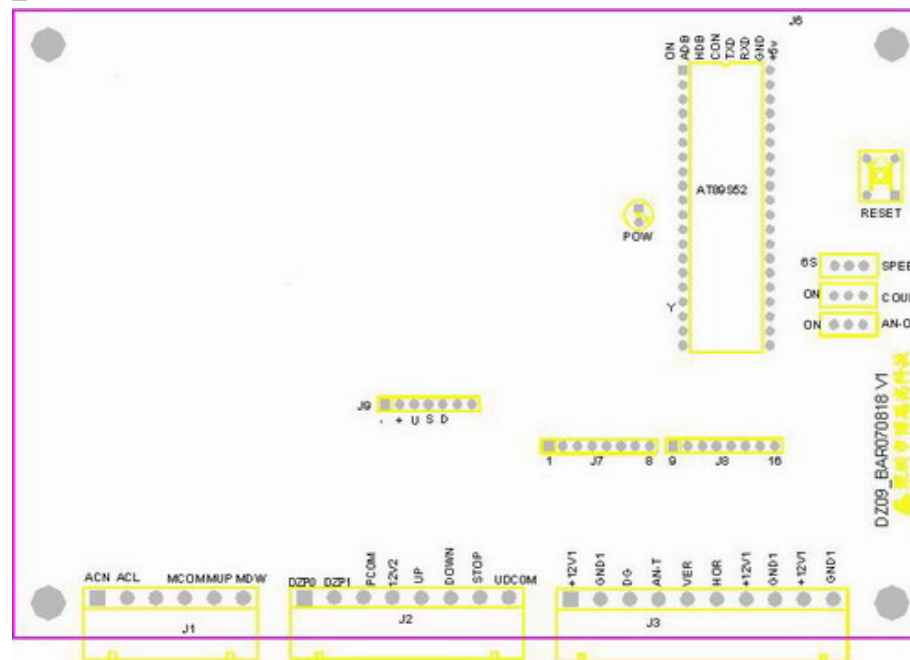 J6
ON
ADB
HDB
CON
TXD
RXD
GND
+5v
AT89S52
RESET
POW
6S
SPEE
ON
COU
ON
AN-O
Y
J9
- + U S D
1 J7 8
9 J8 16
DZ09_BAR070818 V1
ACN ACL MCOMMUP MDW
J1
DZP0 DZP1 PCOM 12V2 UP DOWN STOP UDCOM
J2
+12V1 GND1 DG AN-T VER HOR +12V1 GND1 +12V1 GND1
J3